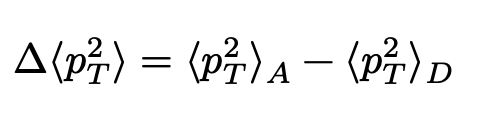 Δ⟨p_T^2⟩ = ⟨p_T^2⟩_A − ⟨p_T^2⟩_D